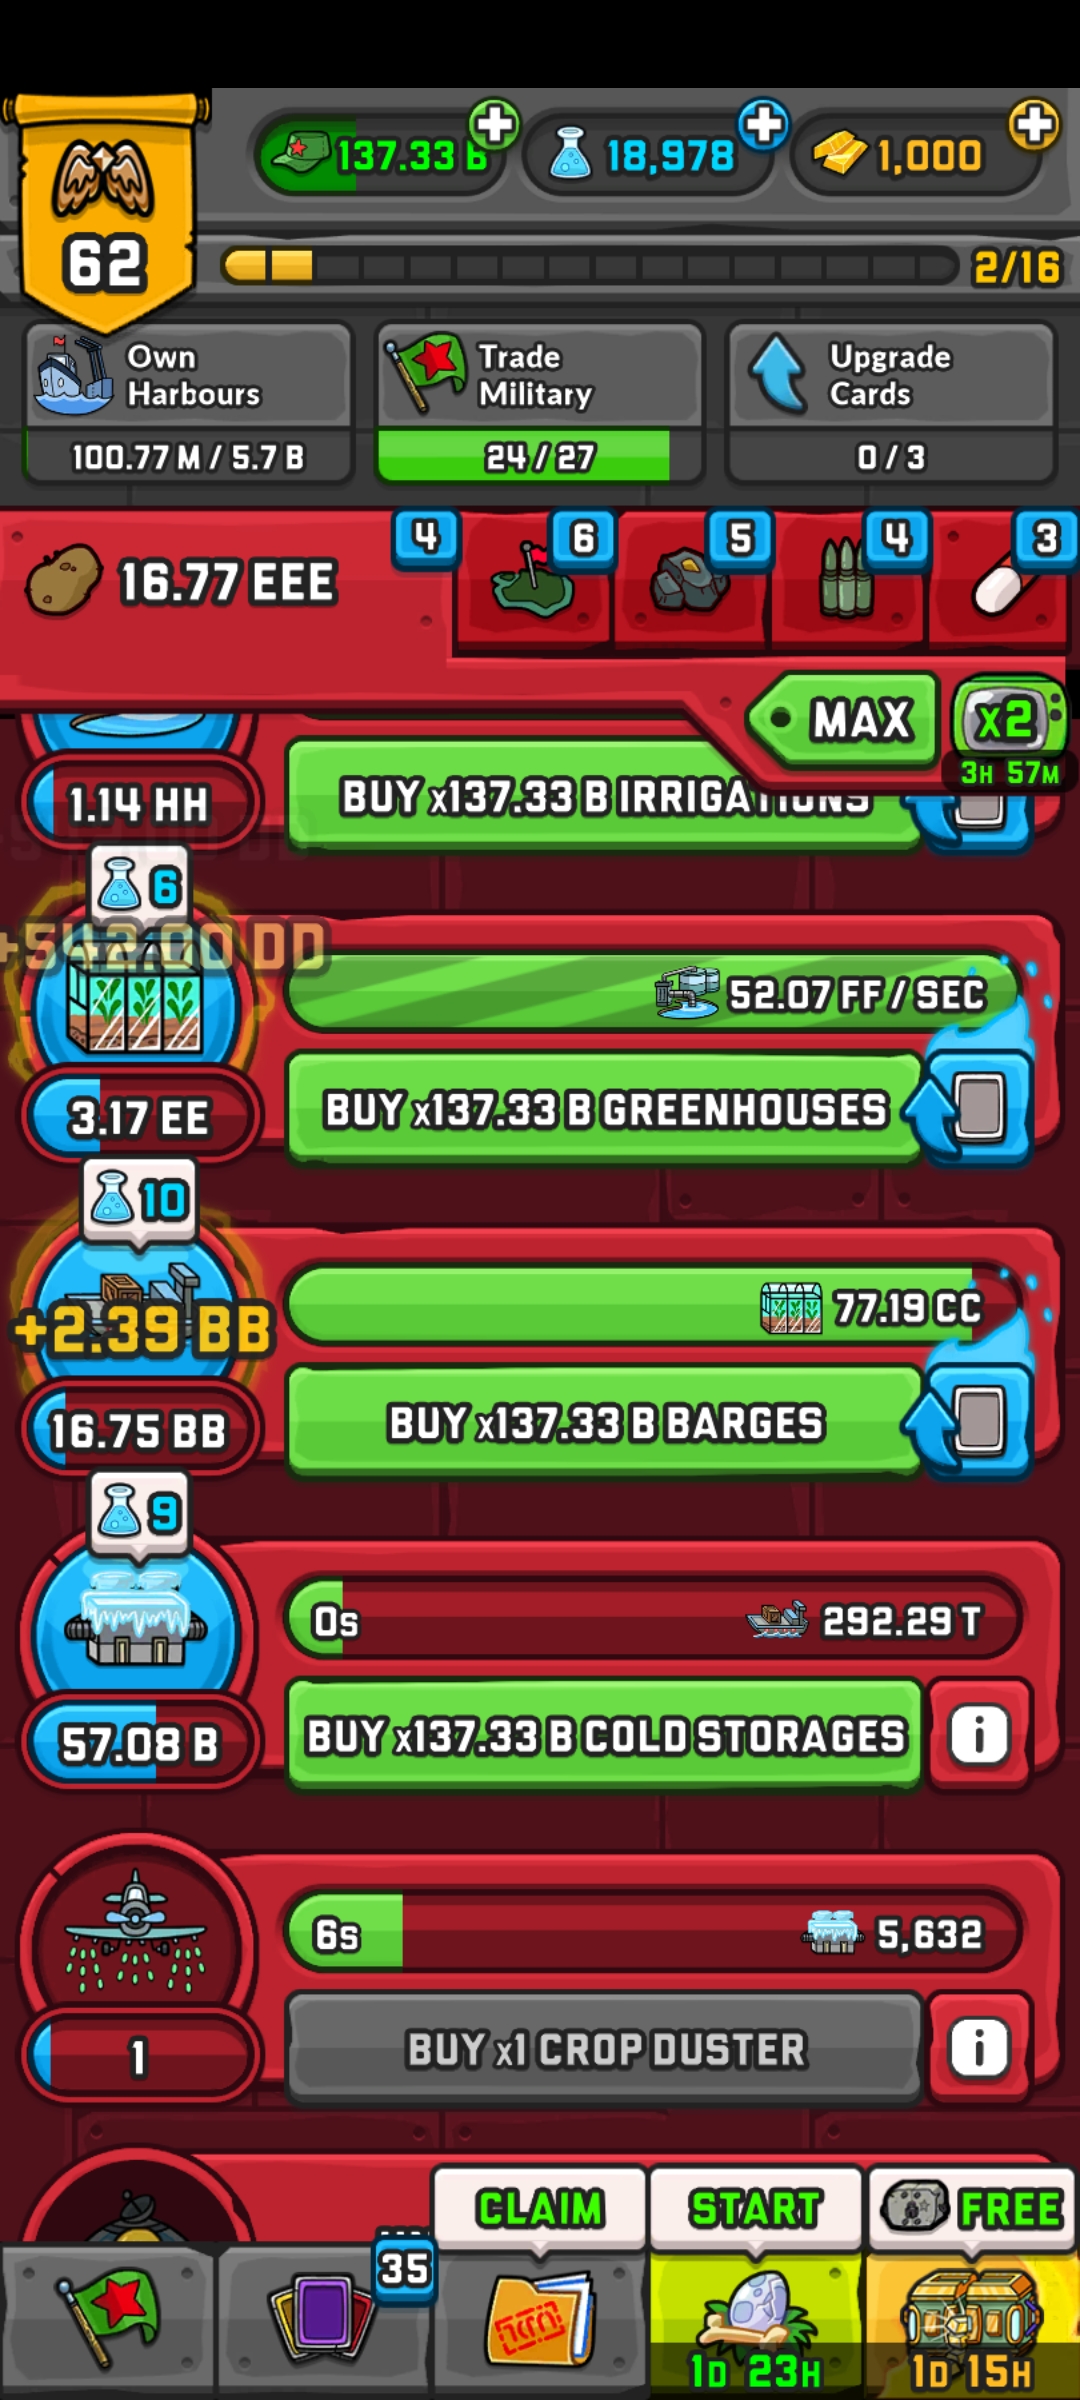 137.33 B
18,978
1,000
62
2/16
Own Harbours
Trade Military
Upgrade Cards
100.77 M / 5.7 B
24 / 27
0 / 3
16.77 EEE
4
6
5
4
3
MAX
x2
3H 57M
1.14 HH
BUY x137.33 B IRRIGATIONS
6
+542.00 DD
52.07 FF / SEC
3.17 EE
BUY x137.33 B GREENHOUSES
10
+2.39 BB
77.19 CC
16.75 BB
BUY x137.33 B BARGES
9
0s
292.29 T
57.08 B
BUY x137.33 B COLD STORAGES
i
6s
5,632
1
BUY x1 CROP DUSTER
i
CLAIM
START
FREE
35
1D 23H
1D 15H